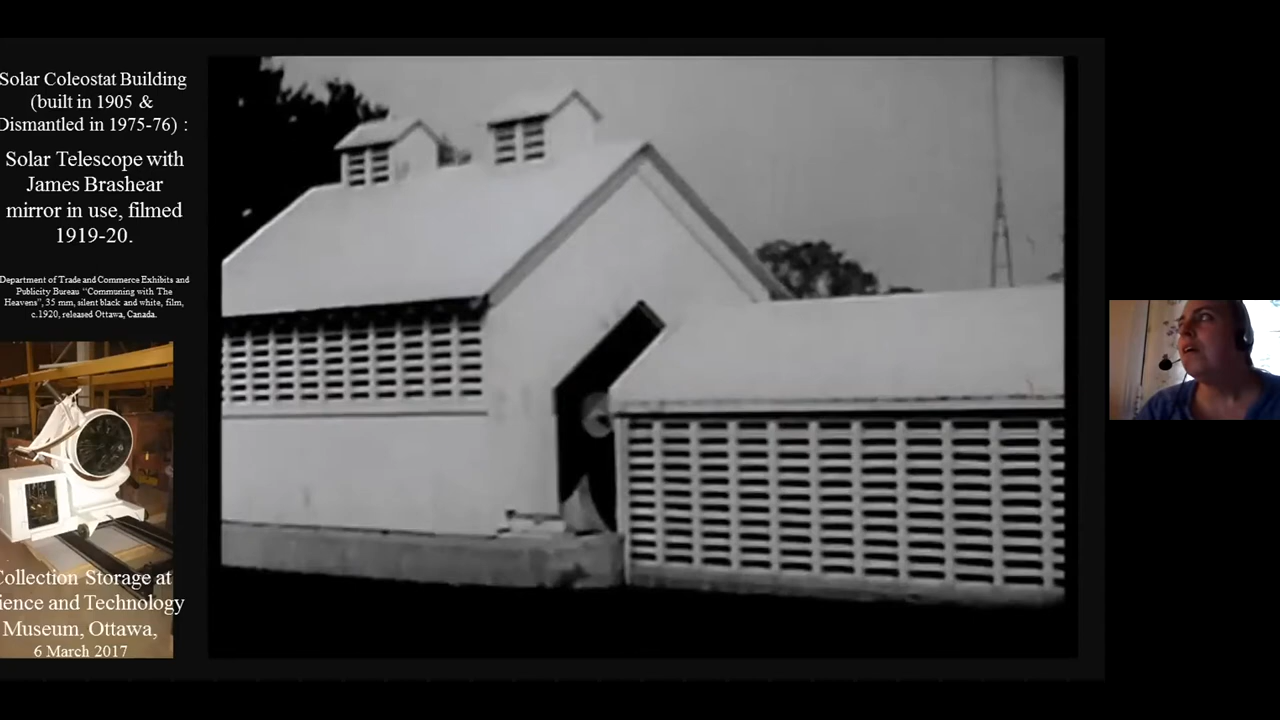 Solar Coleostat Building
(built in 1905 &
Dismantled in 1975-76) :
Solar Telescope with
James Brashear
mirror in use, filmed
1919-20.
Department of Trade and Commerce Exhibits and
Publicity Bureau "Communing with The
Heavens", 35 mm, silent black and white, film,
c.1920, released Ottawa, Canada.
Collection Storage at
ience and Technology
Museum, Ottawa,
6 March 2017